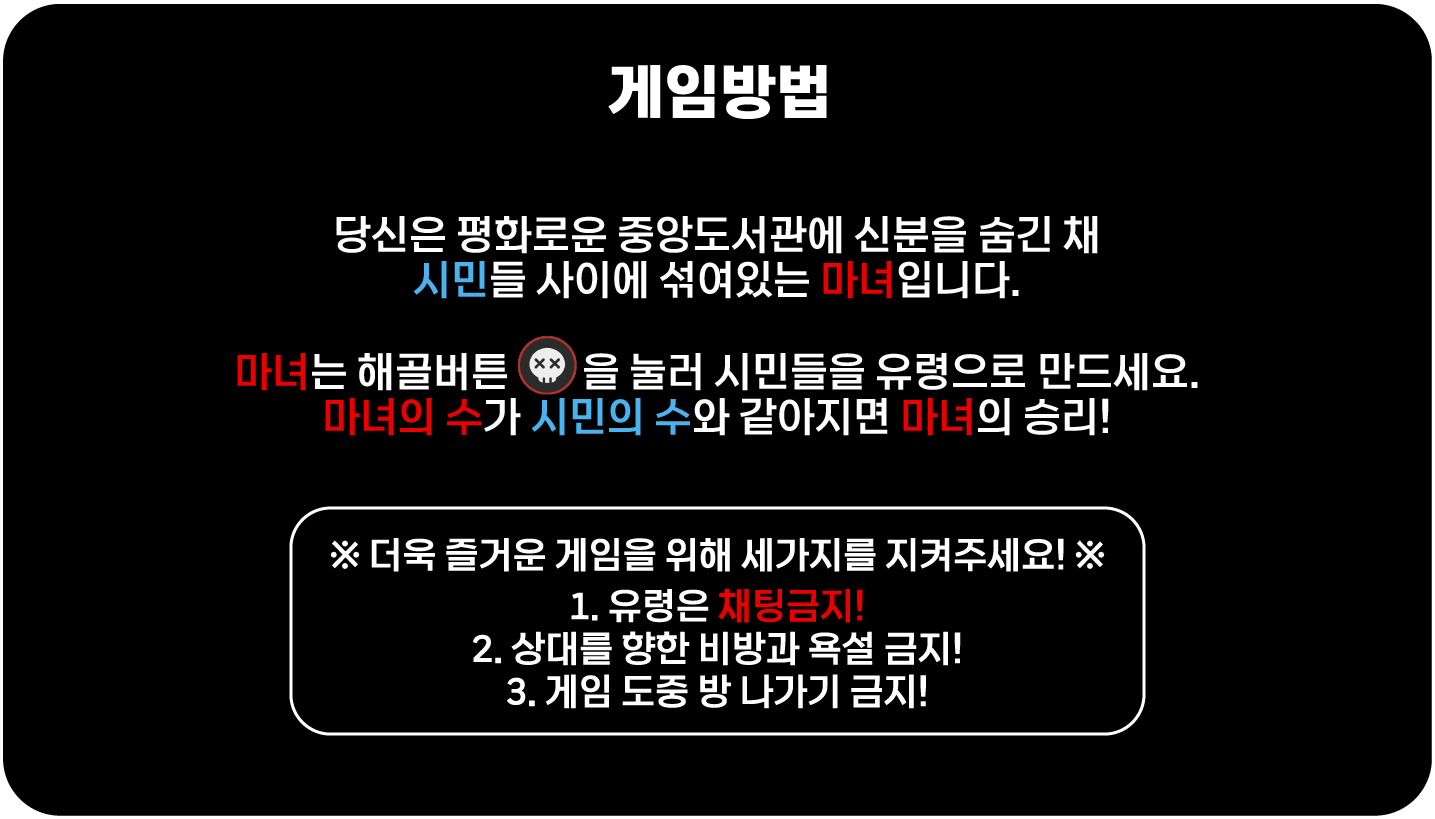 게임방법
당신은 평화로운 중앙도서관에 신분을 숨긴 채
시민들 사이에 섞여있는 마녀입니다.
마녀는 해골버튼 을 눌러 시민들을 유령으로 만드세요.
마녀의 수가 시민의 수와 같아지면 마녀의 승리!
※ 더욱 즐거운 게임을 위해 세가지를 지켜주세요! ※
1. 유령은 채팅금지!
2. 상대를 향한 비방과 욕설 금지!
3. 게임 도중 방 나가기 금지!